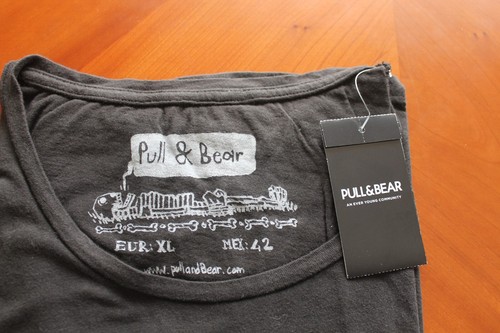 Pull & Bear
EUR: XL MEX: 42
www.pullandBear.com
PULL&BEAR
AN EVER YOUNG COMMUNITY